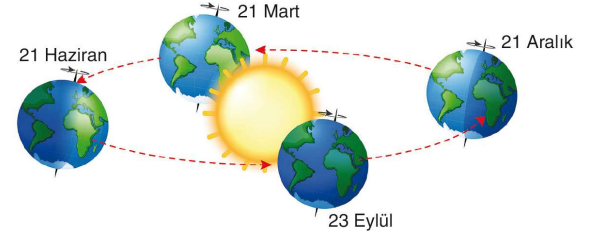 21 Mart
21 Aralık
21 Haziran
23 Eylül